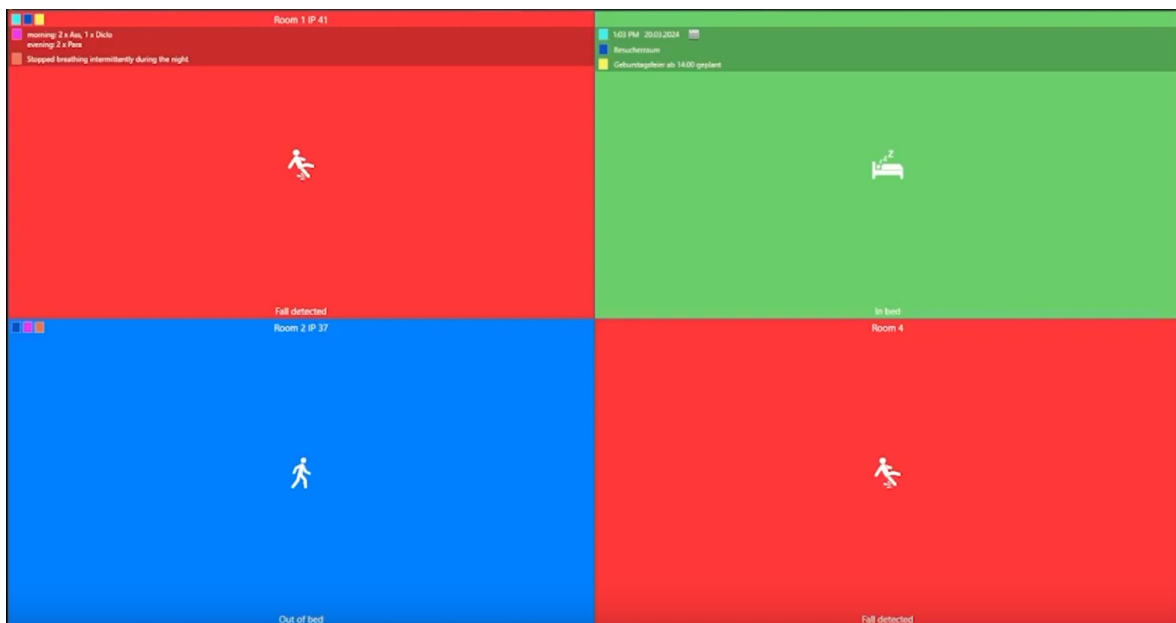 Room 1 IP 41
morning: 2 x Ass, 1 x Diclo
evening: 2 x Para
Stopped breathing intermittently during the night
Fall detected
1:03 PM 20.03.2024
Besucherraum
Geburstagsfeier ab 14:00 geplant
In bed
Room 2 IP 37
Out of bed
Room 4
Fall detected